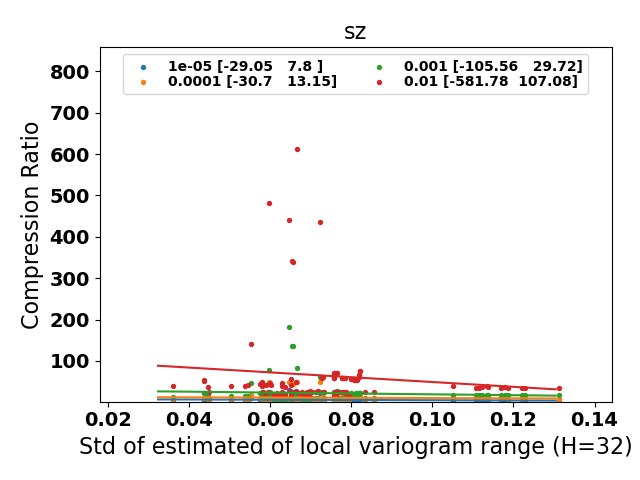 sz
1e-05 [-29.05 7.8 ]
0.0001 [-30.7 13.15]
0.001 [-105.56 29.72]
0.01 [-581.78 107.08]
Compression Ratio
800
700
600
500
400
300
200
100
0.02 0.04 0.06 0.08 0.10 0.12 0.14
Std of estimated of local variogram range (H=32)